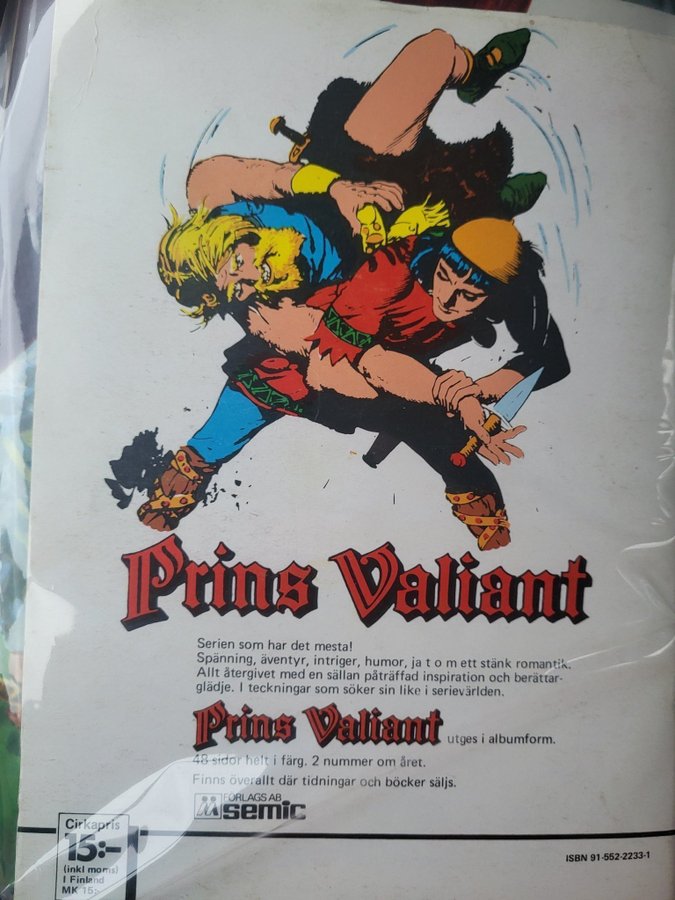 Prins Valiant
Serien som har det mesta!
Spänning, äventyr, intriger, humor, ja t o m ett stänk romantik.
Allt återgivet med en sällan påträffad inspiration och berättar-
glädje. I teckningar som söker sin like i serievärlden.
Prins Valiant utges i albumform.
48 sidor helt i färg. 2 nummer om året.
Finns överallt där tidningar och böcker säljs.
FÖRLAGS AB
semic
Cirkapris
15:-
(inkl moms)
I Finland
MK 15:-
ISBN 91-552-2233-1